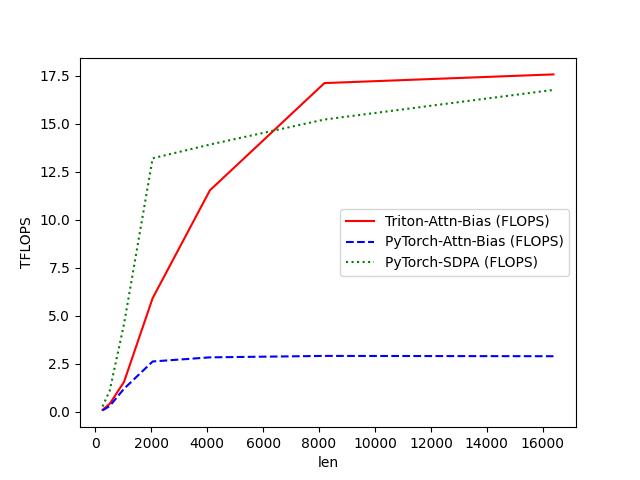 17.5
15.0
12.5
10.0
7.5
5.0
2.5
0.0
TFLOPS
Triton-Attn-Bias (FLOPS)
PyTorch-Attn-Bias (FLOPS)
PyTorch-SDPA (FLOPS)
0 2000 4000 6000 8000 10000 12000 14000 16000
len